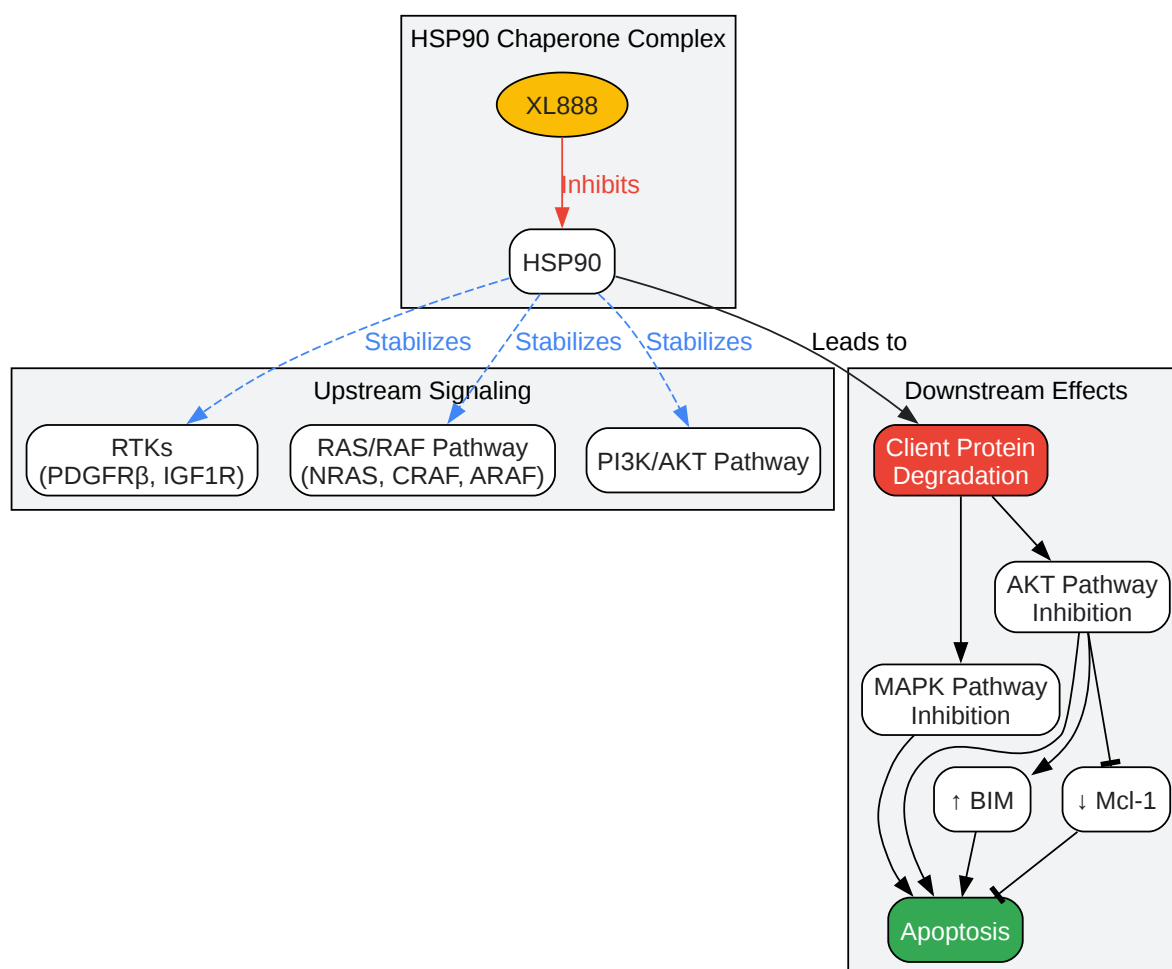 HSP90 Chaperone Complex
XL888
Inhibits
HSP90
Stabilizes
Stabilizes
Stabilizes
Leads to
Upstream Signaling
RTKs
(PDGFRβ, IGF1R)
RAS/RAF Pathway
(NRAS, CRAF, ARAF)
PI3K/AKT Pathway
Downstream Effects
Client Protein
Degradation
AKT Pathway
Inhibition
MAPK Pathway
Inhibition
↑ BIM
↓ Mcl-1
Apoptosis